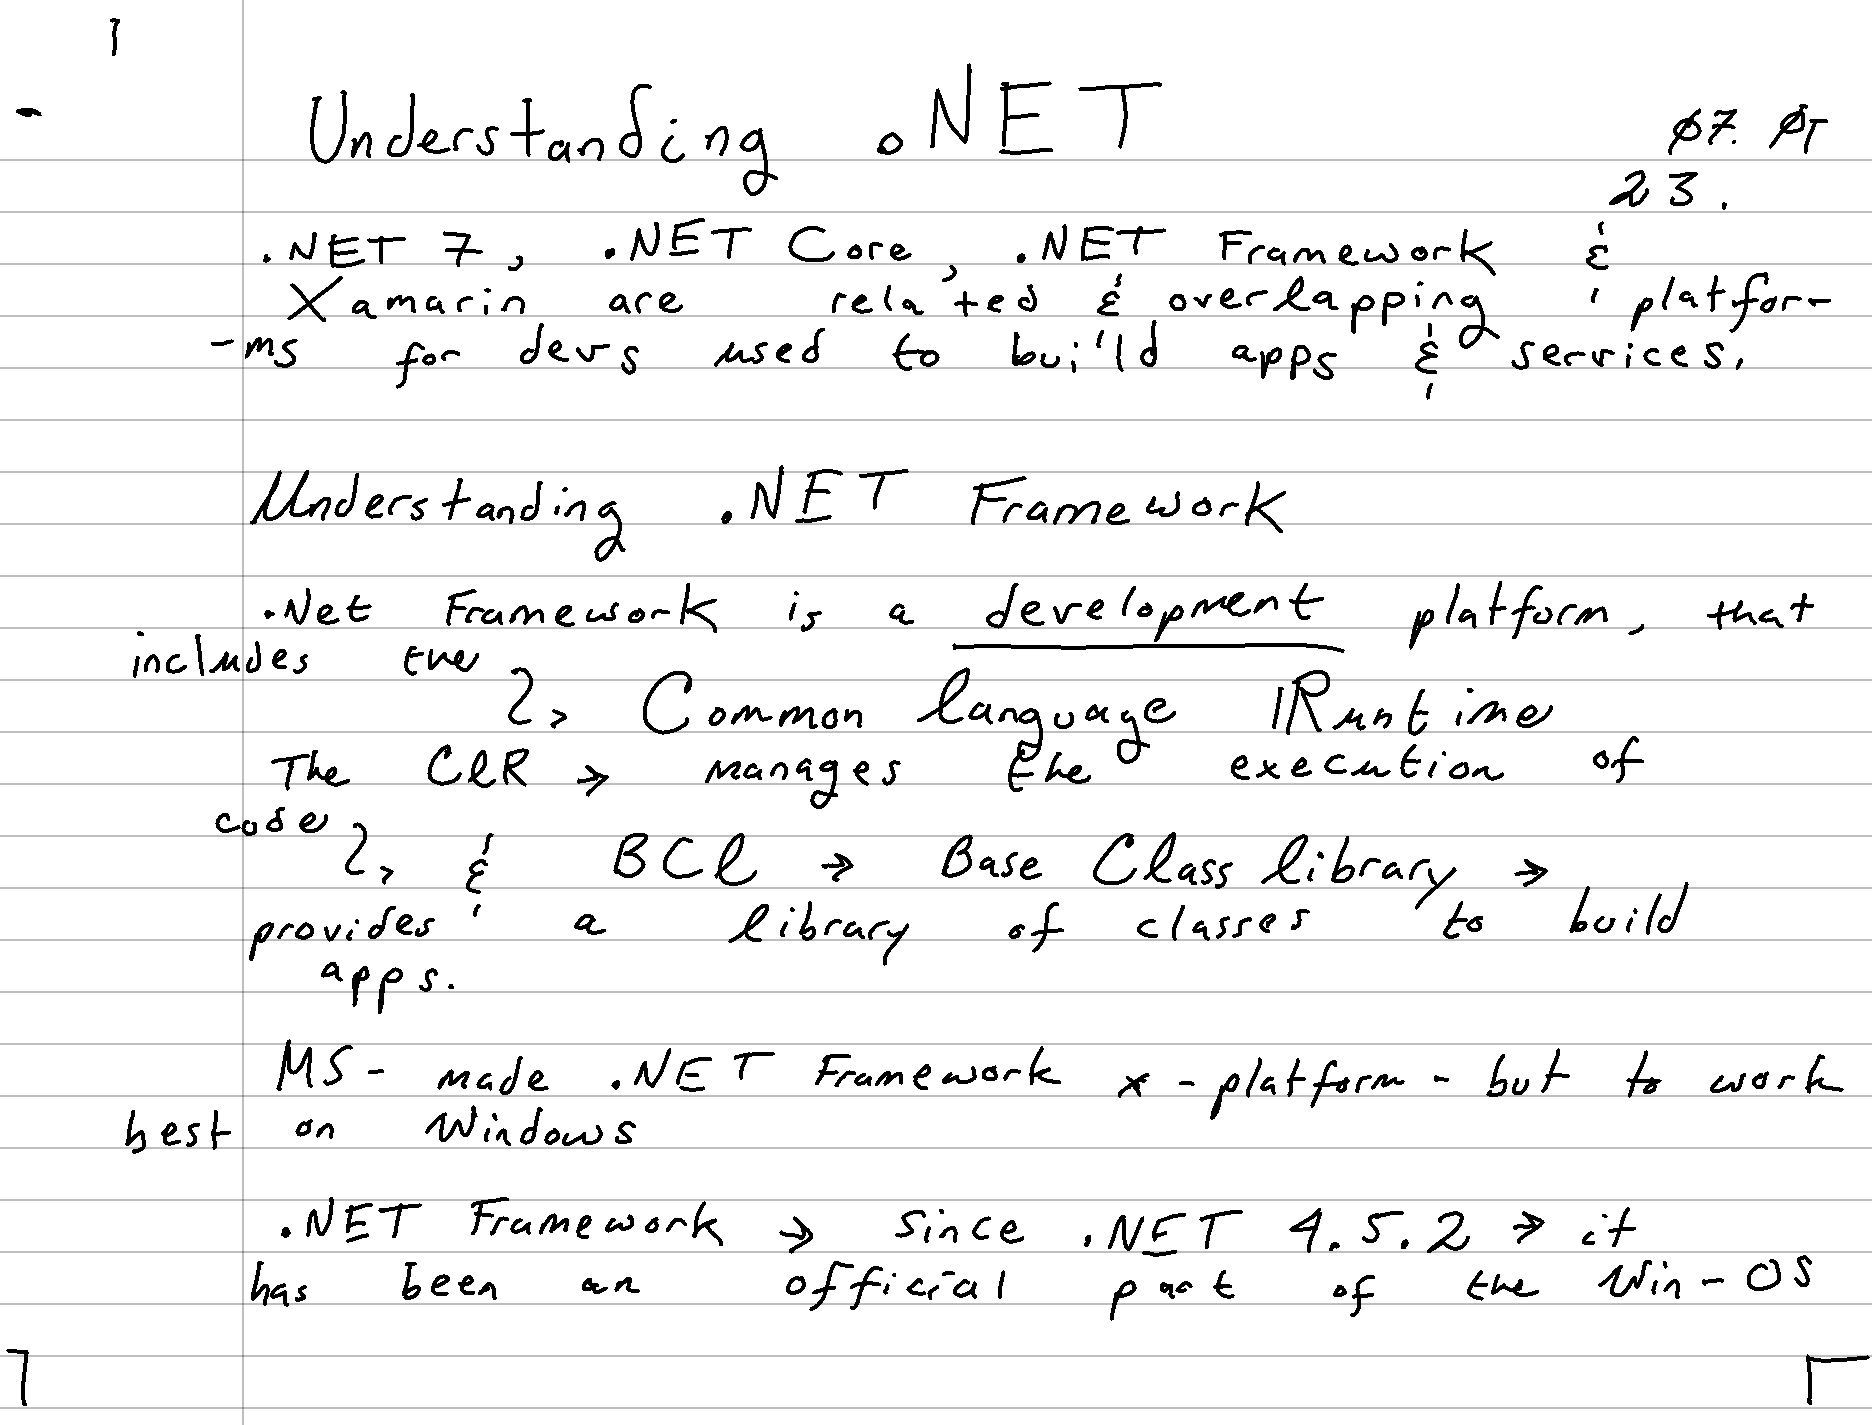 1
Understanding .NET
07. 07
23.
.NET 7, .NET Core, .NET Framework &
Xamarin are related & overlapping platfor-
-ms for devs used to build apps & services.
Understanding .NET Framework
.Net Framework is a development platform, that
includes the
↳ Common language Runtime
The ClR → manages the execution of
code
↳ & BCl → Base Class library →
provides a library of classes to build
apps.
MS - made .NET Framework x-platform - but to work
best on Windows
.NET Framework → since .NET 4.5.2 → it
has been an official part of the Win-OS